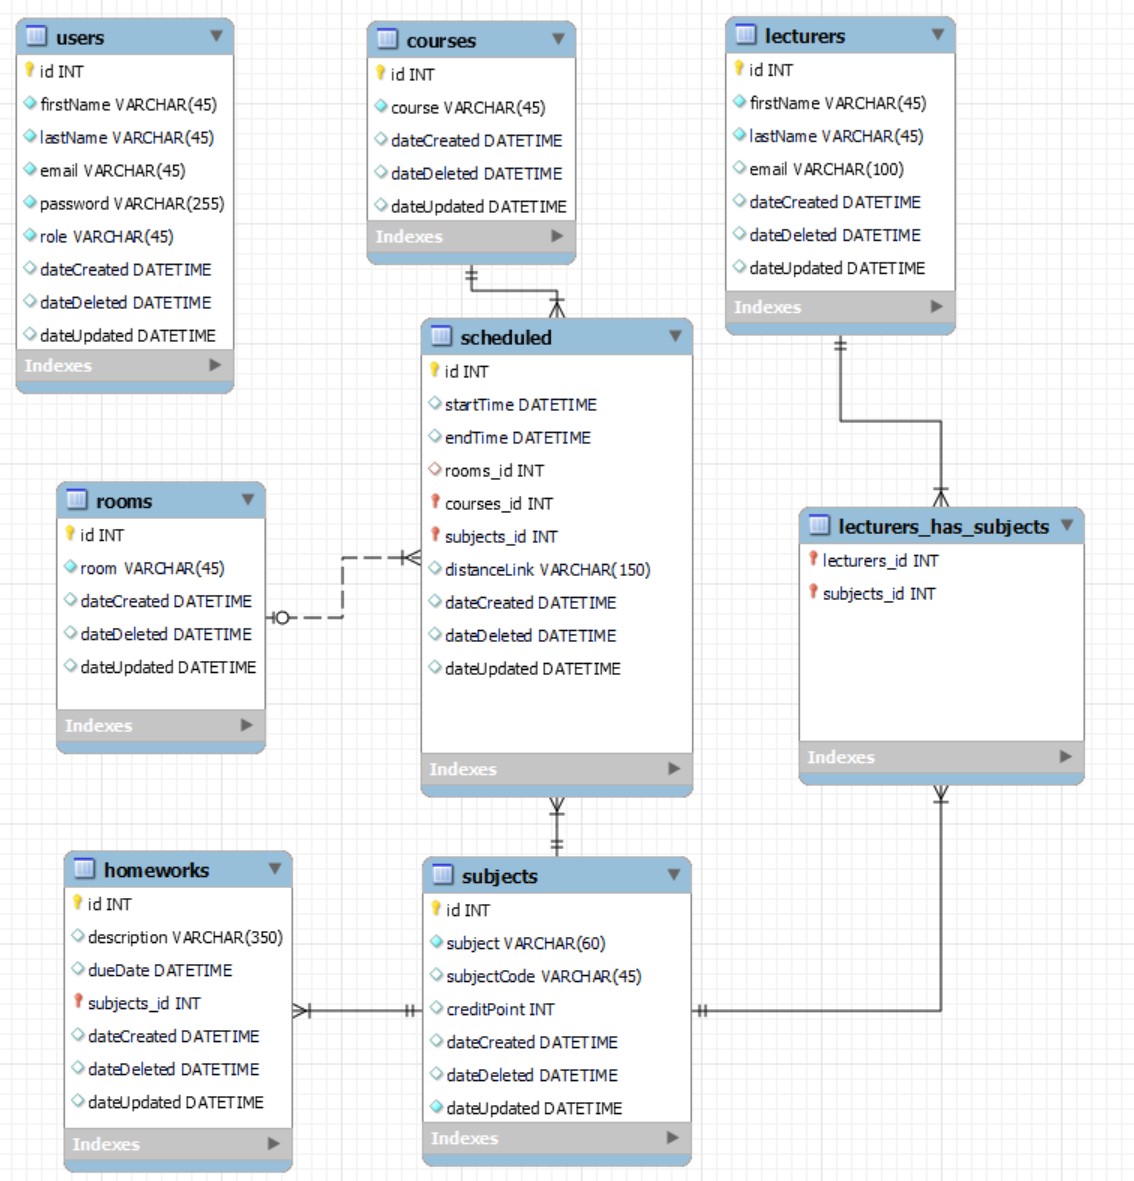 users
id INT
firstName VARCHAR(45)
lastName VARCHAR(45)
email VARCHAR(45)
password VARCHAR(255)
role VARCHAR(45)
dateCreated DATETIME
dateDeleted DATETIME
dateUpdated DATETIME
Indexes
courses
id INT
course VARCHAR(45)
dateCreated DATETIME
dateDeleted DATETIME
dateUpdated DATETIME
Indexes
lecturers
id INT
firstName VARCHAR(45)
lastName VARCHAR(45)
email VARCHAR(100)
dateCreated DATETIME
dateDeleted DATETIME
dateUpdated DATETIME
Indexes
scheduled
id INT
startTime DATETIME
endTime DATETIME
rooms_id INT
courses_id INT
subjects_id INT
distanceLink VARCHAR(150)
dateCreated DATETIME
dateDeleted DATETIME
dateUpdated DATETIME
Indexes
rooms
id INT
room VARCHAR(45)
dateCreated DATETIME
dateDeleted DATETIME
dateUpdated DATETIME
Indexes
lecturers_has_subjects
lecturers_id INT
subjects_id INT
Indexes
homeworks
id INT
description VARCHAR(350)
dueDate DATETIME
subjects_id INT
dateCreated DATETIME
dateDeleted DATETIME
dateUpdated DATETIME
Indexes
subjects
id INT
subject VARCHAR(60)
subjectCode VARCHAR(45)
creditPoint INT
dateCreated DATETIME
dateDeleted DATETIME
dateUpdated DATETIME
Indexes